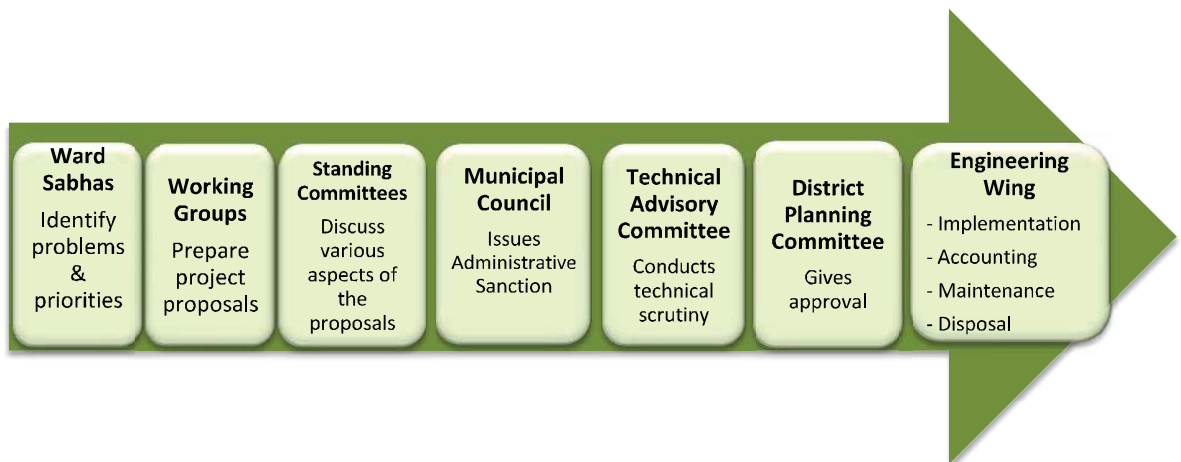 Ward
Sabhas
Identify
problems
&
priorities
Working
Groups
Prepare
project
proposals
Standing
Committees
Discuss
various
aspects of
the
proposals
Municipal
Council
Issues
Administrative
Sanction
Technical
Advisory
Committee
Conducts
technical
scrutiny
District
Planning
Committee
Gives
approval
Engineering
Wing
- Implementation
- Accounting
- Maintenance
- Disposal